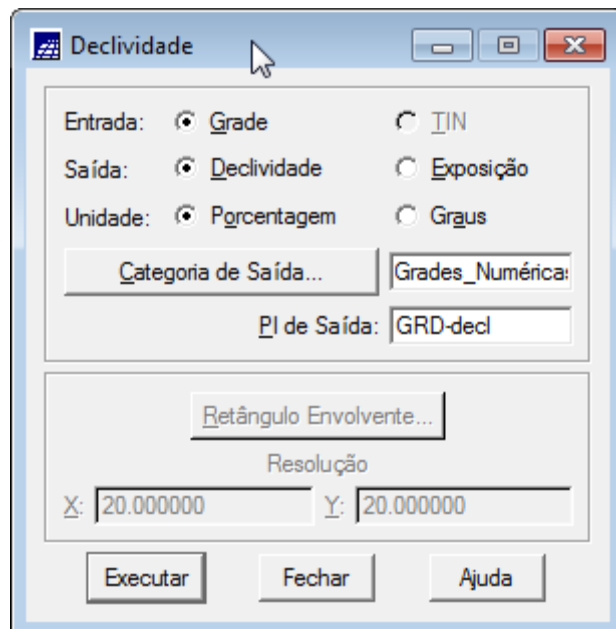 Declividade
Entrada: Grade TIN
Saída: Declividade Exposição
Unidade: Porcentagem Graus
Categoria de Saída... Grades_Numéricas
PI de Saída: GRD-decl
Retângulo Envolvente...
Resolução
X: 20.000000 Y: 20.000000
Executar Fechar Ajuda